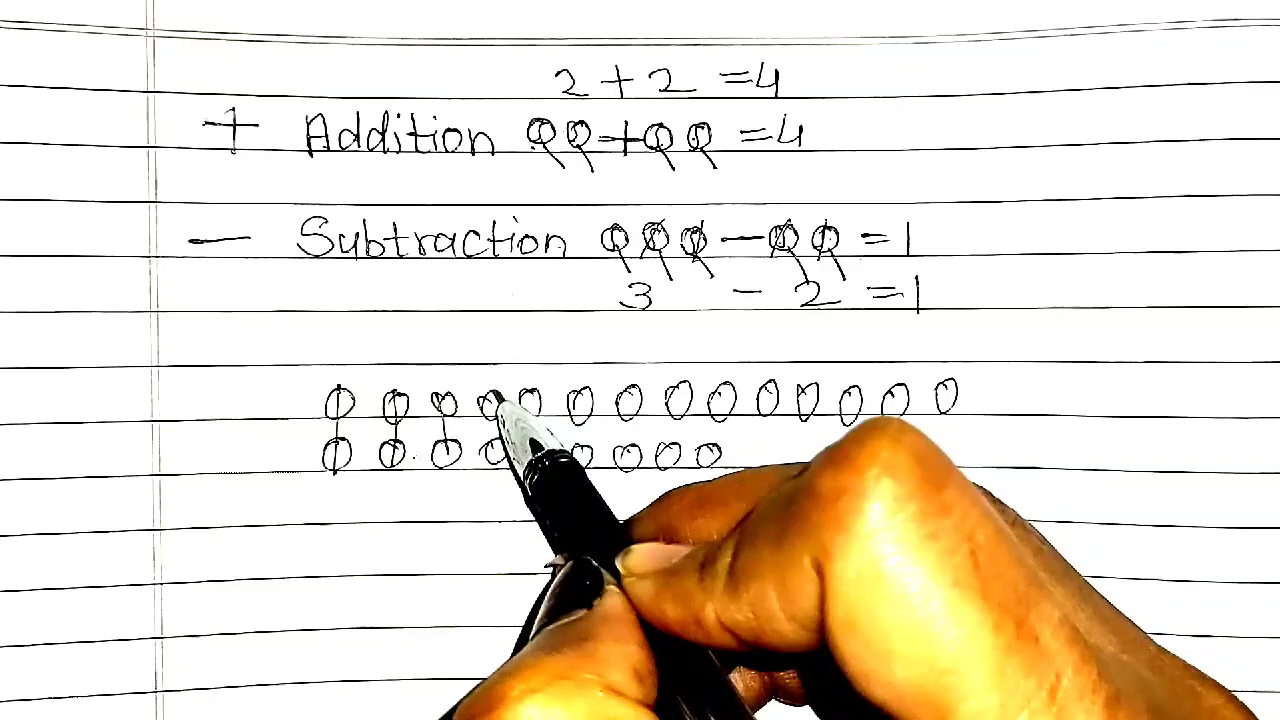 2 + 2 = 4
+ Addition + = 4
— Subtraction — = 1
3 - 2 = 1